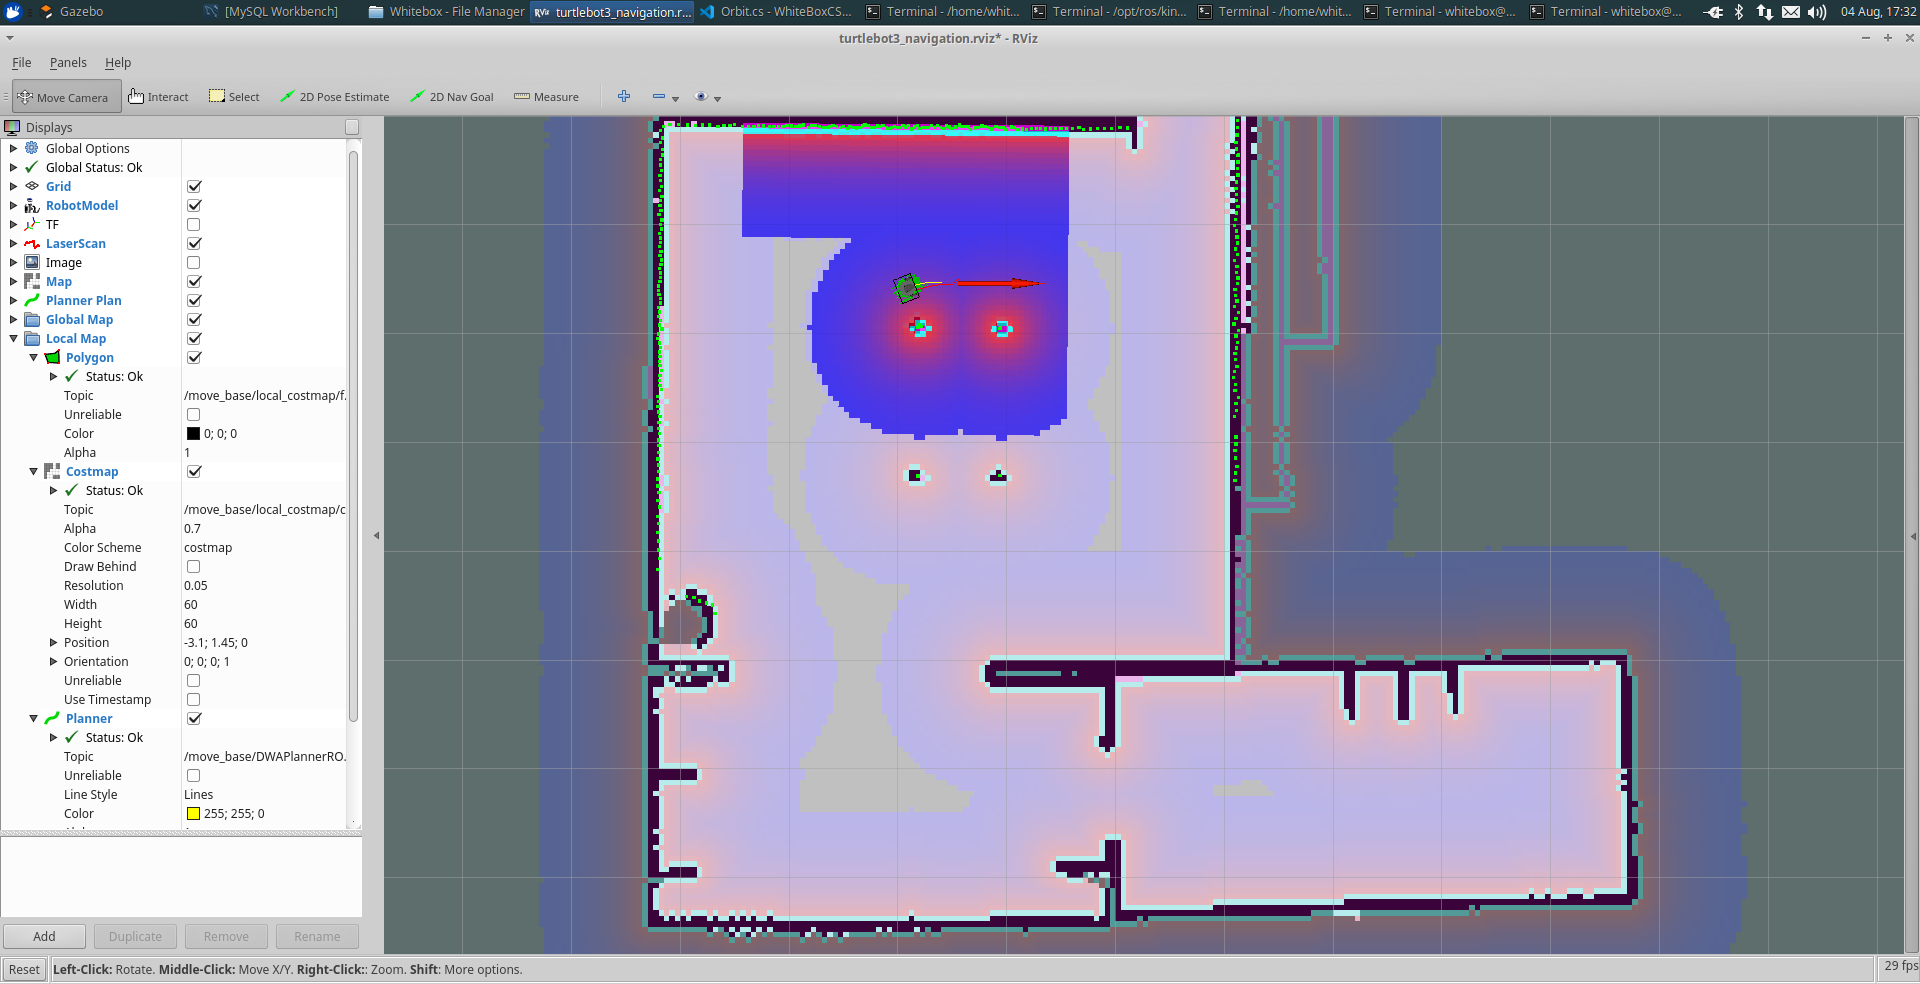 Gazebo
[MySQL Workbench]
Whitebox - File Manager
RViz
turtlebot3_navigation.r...
Orbit.cs - WhiteBoxCS...
Terminal - /home/whit...
Terminal - /opt/ros/kin...
Terminal - /home/whit...
Terminal - whitebox@...
Terminal - whitebox@...
04 Aug, 17:32
turtlebot3_navigation.rviz* - RViz
File Panels Help
Move Camera Interact Select 2D Pose Estimate 2D Nav Goal Measure
Displays
Global Options
Global Status: Ok
Grid
RobotModel
TF
LaserScan
Image
Map
Planner Plan
Global Map
Local Map
Polygon
Status: Ok
Topic /move_base/local_costmap/f.
Unreliable
Color 0; 0; 0
Alpha 1
Costmap
Status: Ok
Topic /move_base/local_costmap/c
Alpha 0.7
Color Scheme costmap
Draw Behind
Resolution 0.05
Width 60
Height 60
Position -3.1; 1.45; 0
Orientation 0; 0; 0; 1
Unreliable
Use Timestamp
Planner
Status: Ok
Topic /move_base/DWAPlannerRO.
Unreliable
Line Style Lines
Color 255; 255; 0
Add Duplicate Remove Rename
Reset Left-Click: Rotate. Middle-Click: Move X/Y. Right-Click:: Zoom. Shift: More options. 29 fps